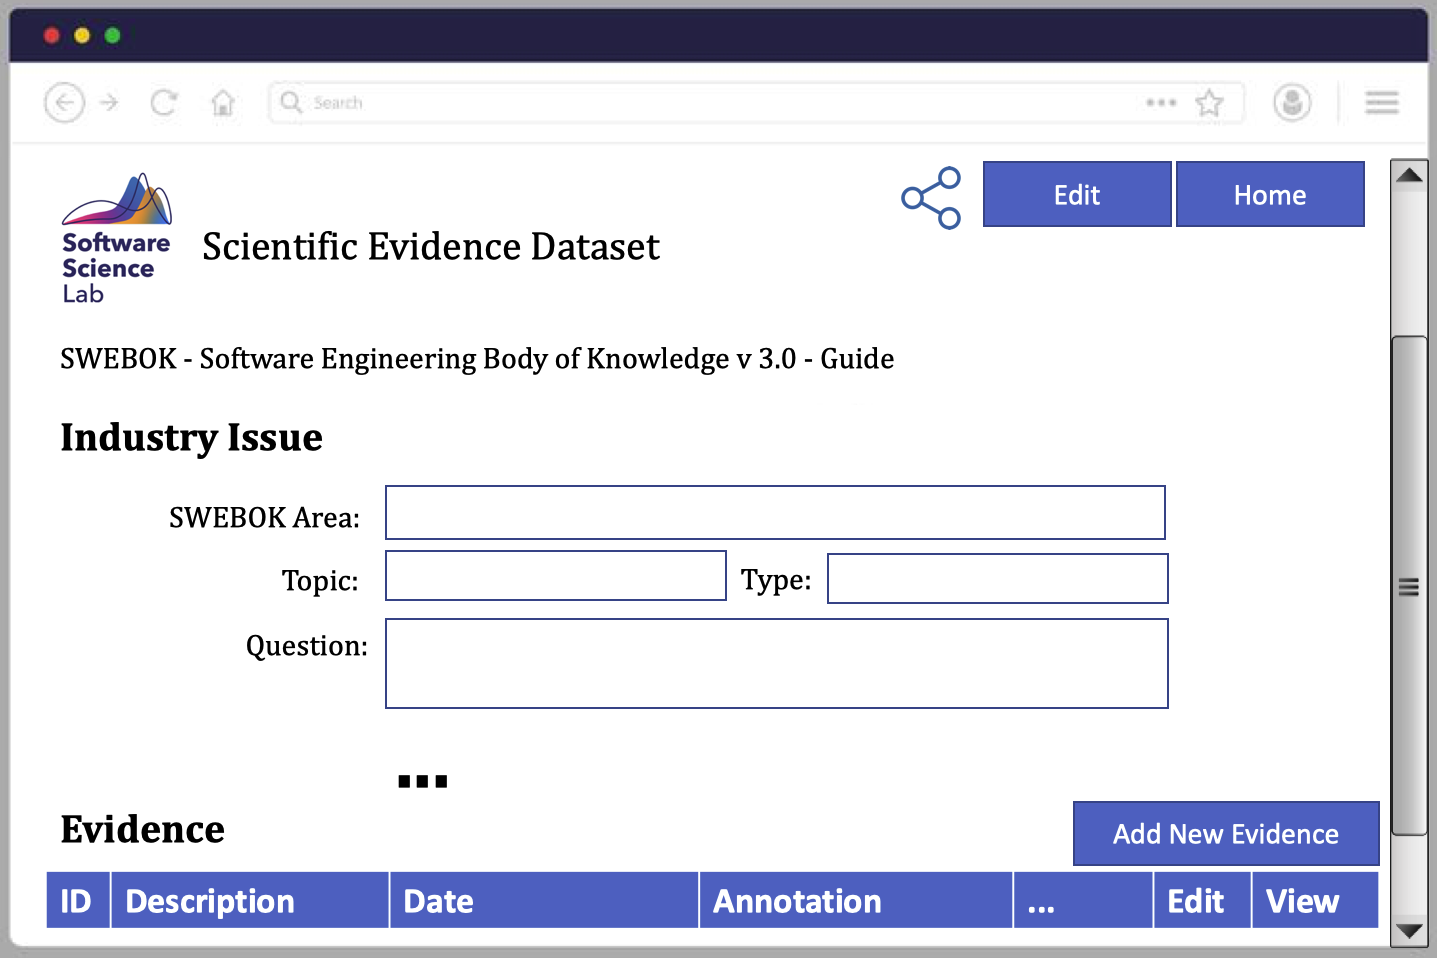 Search
Edit
Home
Software
Science
Lab
Scientific Evidence Dataset
SWEBOK - Software Engineering Body of Knowledge v 3.0 - Guide
Industry Issue
SWEBOK Area:
Topic:
Type:
Question:
...
Evidence
Add New Evidence
ID Description Date Annotation ... Edit View